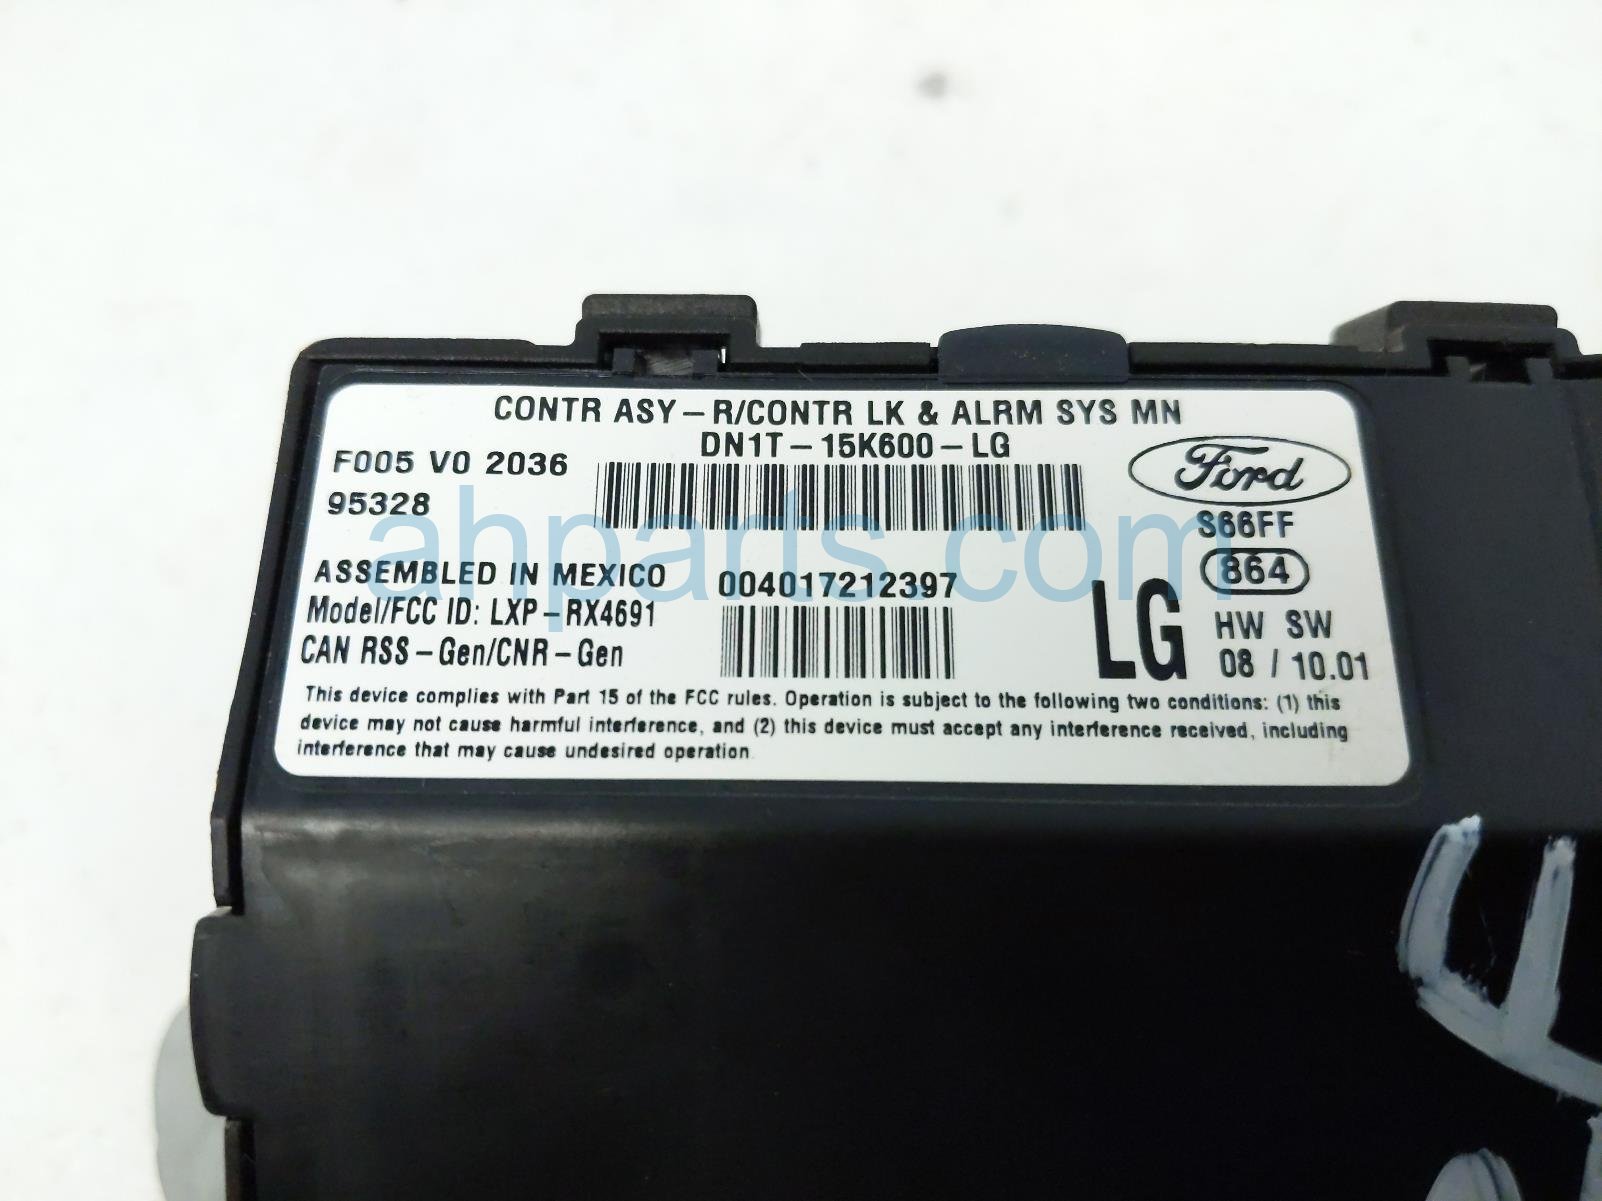 CONTR ASY-R/CONTR LK & ALRM SYS MN
DN1T-15K600-LG
F005 V0 2036
95328
Ford
S66FF
864
ASSEMBLED IN MEXICO
004017212397
Model/FCC ID: LXP-RX4691
CAN RSS-Gen/CNR-Gen
LG
HW SW
08 / 10.01
This device complies with Part 15 of the FCC rules. Operation is subject to the following two conditions: (1) this
device may not cause harmful interference, and (2) this device must accept any interference received, including
interference that may cause undesired operation.
ahparts.com